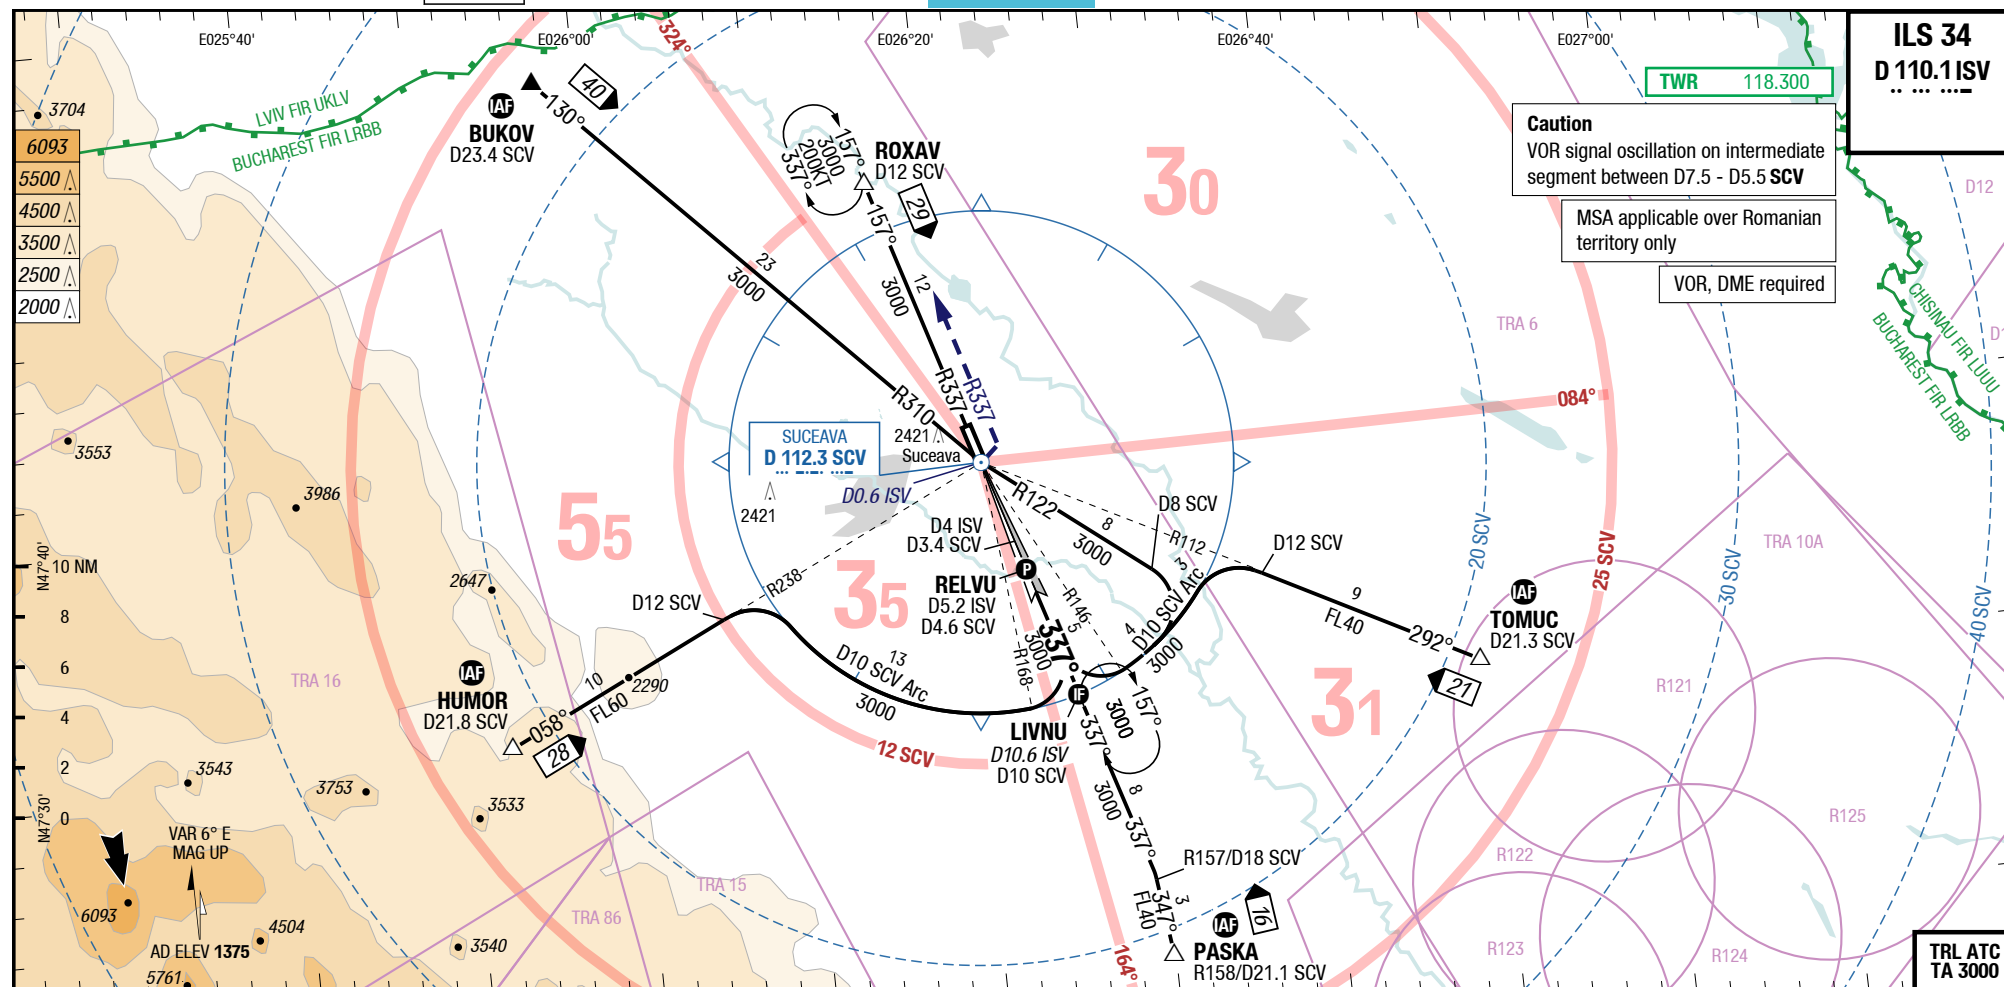 E025°40'
E026°00'
E026°20'
E026°40'
E027°00'
ILS 34
D 110.1 ISV
TWR 118.300
Caution
VOR signal oscillation on intermediate
segment between D7.5 - D5.5 SCV
MSA applicable over Romanian
territory only
VOR, DME required
3704
6093
5500
4500
3500
2500
2000
LVIV FIR UKLV
BUCHAREST FIR LRBB
IAF
BUKOV
D23.4 SCV
130°
40
324°
157°
3000
200KT
337°
ROXAV
D12 SCV
29
157°
12
3000
23
3000
30
D12
TRA 6
CHISINAU FIR LUUU
BUCHAREST FIR LRBB
084°
R337
R337
R310
2421
Suceava
SUCEAVA
D 112.3 SCV
D0.6 ISV
2421
3553
3986
55
35
31
R122
8
3000
D8 SCV
R112
D12 SCV
3
9
FL40
292°
IAF
TOMUC
D21.3 SCV
21
20 SCV
25 SCV
30 SCV
40 SCV
TRA 10A
D4 ISV
D3.4 SCV
P
RELVU
D5.2 ISV
D4.6 SCV
R238
R146
R168
5
3000
337°
4
D10 SCV Arc
3000
N47°40'
10 NM
8
6
4
2
0
N47°30'
2647
D12 SCV
IAF
HUMOR
D21.8 SCV
058°
10
FL60
2290
28
13
D10 SCV Arc
3000
12 SCV
IF
LIVNU
D10.6 ISV
D10 SCV
157°
3000
337°
8
3000
337°
R157/D18 SCV
3
347°
FL40
IAF
PASKA
R158/D21.1 SCV
16
164°
TRA 16
TRA 15
TRA 86
R121
R122
R123
R124
R125
3543
3753
3533
VAR 6° E
MAG UP
6093
4504
3540
AD ELEV 1375
5761
TRL ATC
TA 3000